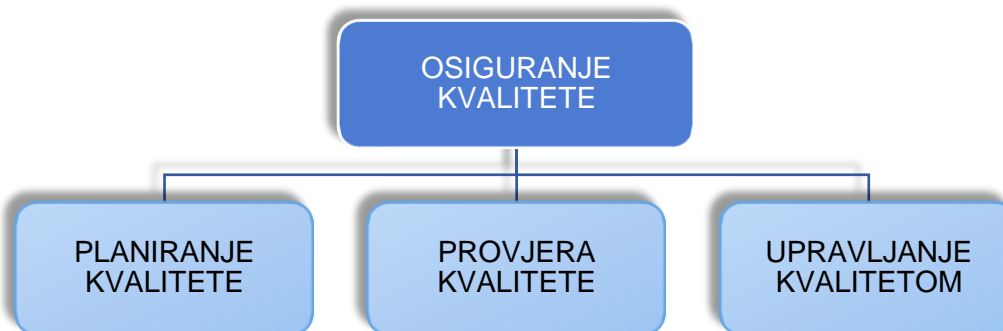 OSIGURANJE
KVALITETE
PLANIRANJE
KVALITETE
PROVJERA
KVALITETE
UPRAVLJANJE
KVALITETOM